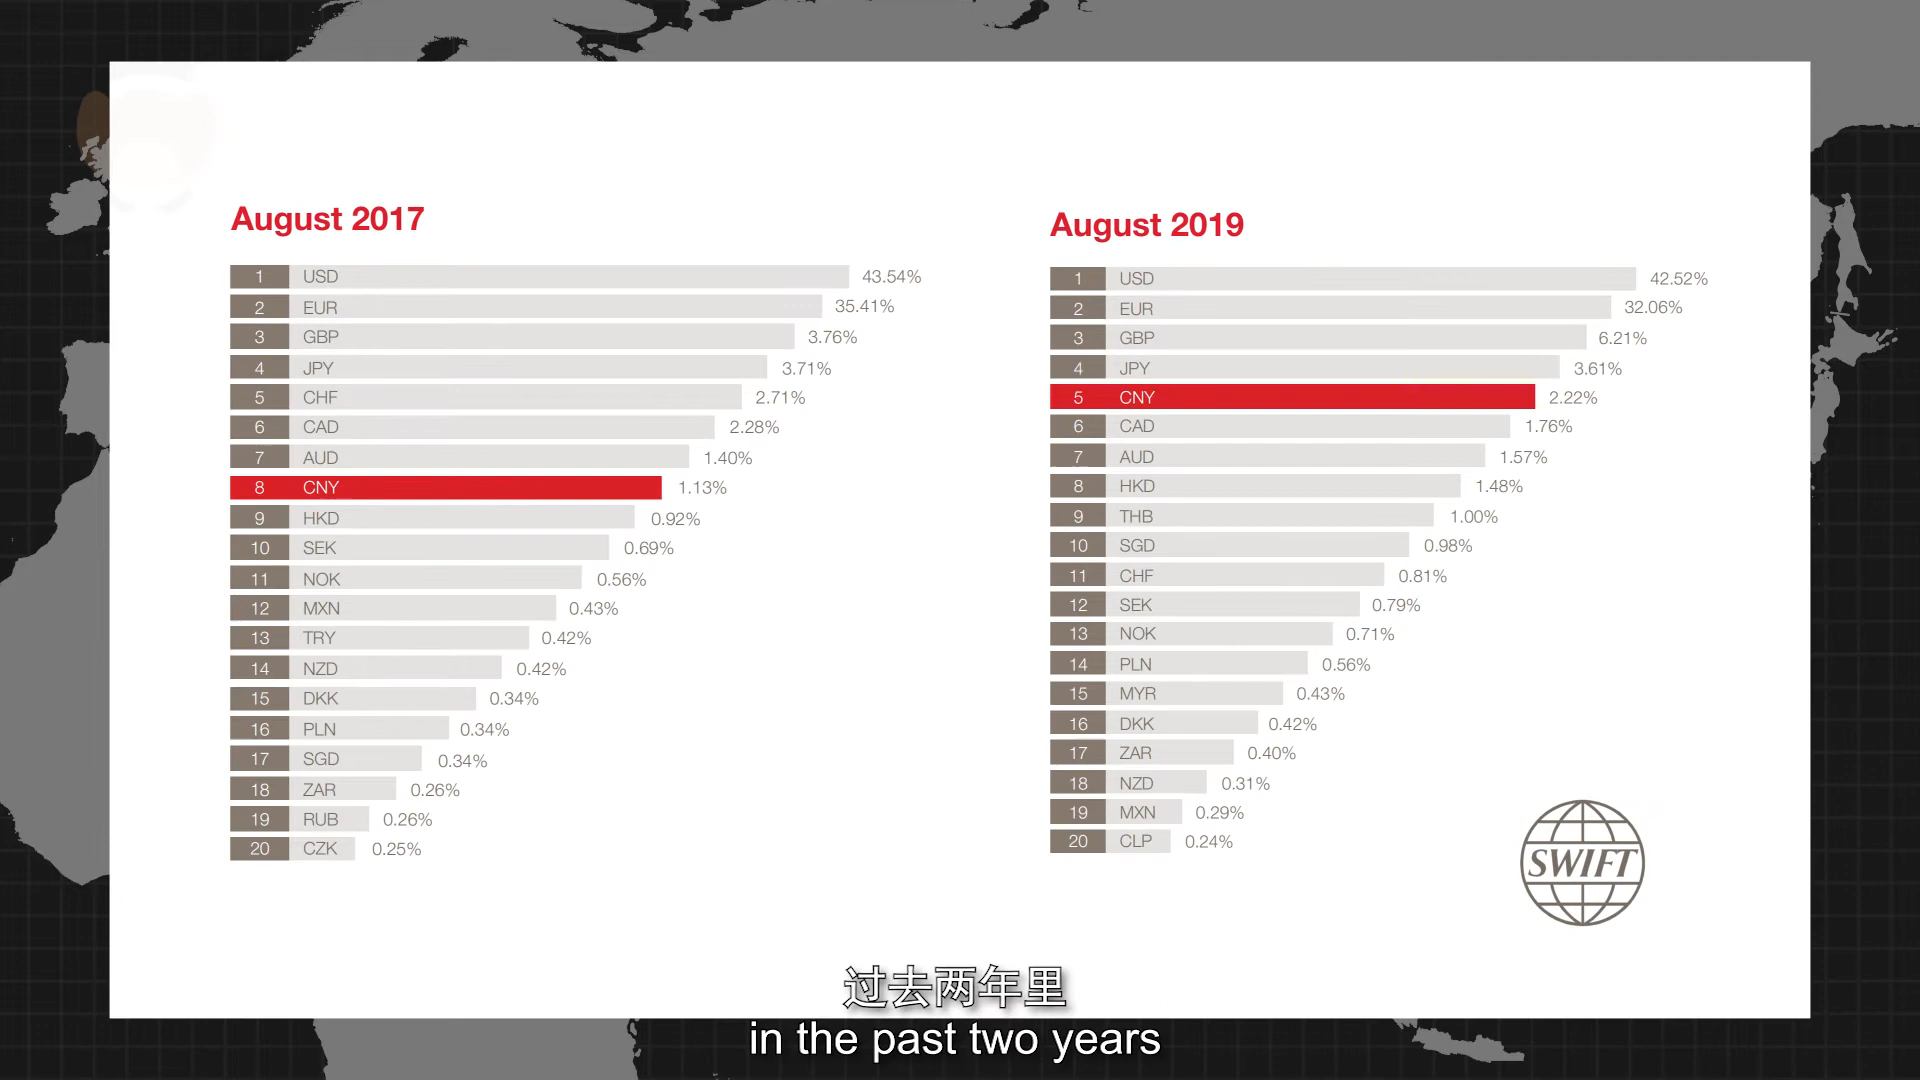 August 2017
1 USD 43.54%
2 EUR 35.41%
3 GBP 3.76%
4 JPY 3.71%
5 CHF 2.71%
6 CAD 2.28%
7 AUD 1.40%
8 CNY 1.13%
9 HKD 0.92%
10 SEK 0.69%
11 NOK 0.56%
12 MXN 0.43%
13 TRY 0.42%
14 NZD 0.42%
15 DKK 0.34%
16 PLN 0.34%
17 SGD 0.34%
18 ZAR 0.26%
19 RUB 0.26%
20 CZK 0.25%
August 2019
1 USD 42.52%
2 EUR 32.06%
3 GBP 6.21%
4 JPY 3.61%
5 CNY 2.22%
6 CAD 1.76%
7 AUD 1.57%
8 HKD 1.48%
9 THB 1.00%
10 SGD 0.98%
11 CHF 0.81%
12 SEK 0.79%
13 NOK 0.71%
14 PLN 0.56%
15 MYR 0.43%
16 DKK 0.42%
17 ZAR 0.40%
18 NZD 0.31%
19 MXN 0.29%
20 CLP 0.24%
SWIFT
过去两年里
in the past two years